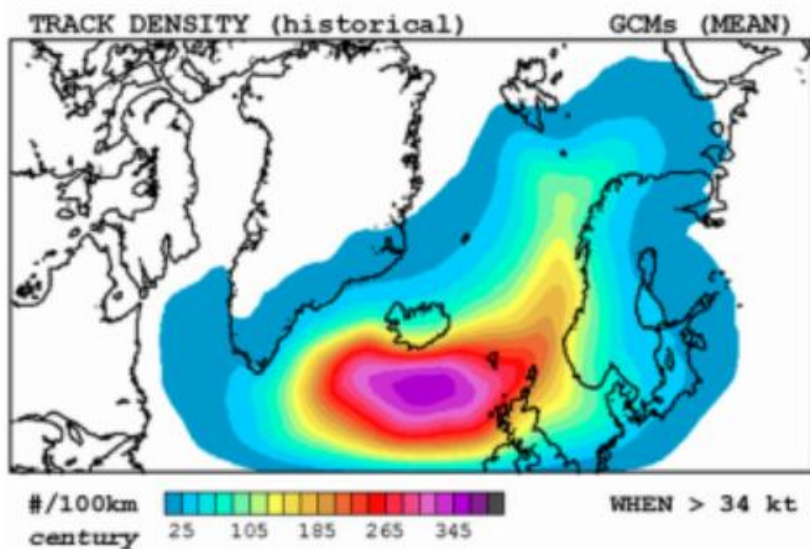 TRACK DENSITY (historical) GCMs (MEAN)
#/100km 25 105 185 265 345 WHEN > 34 kt
century